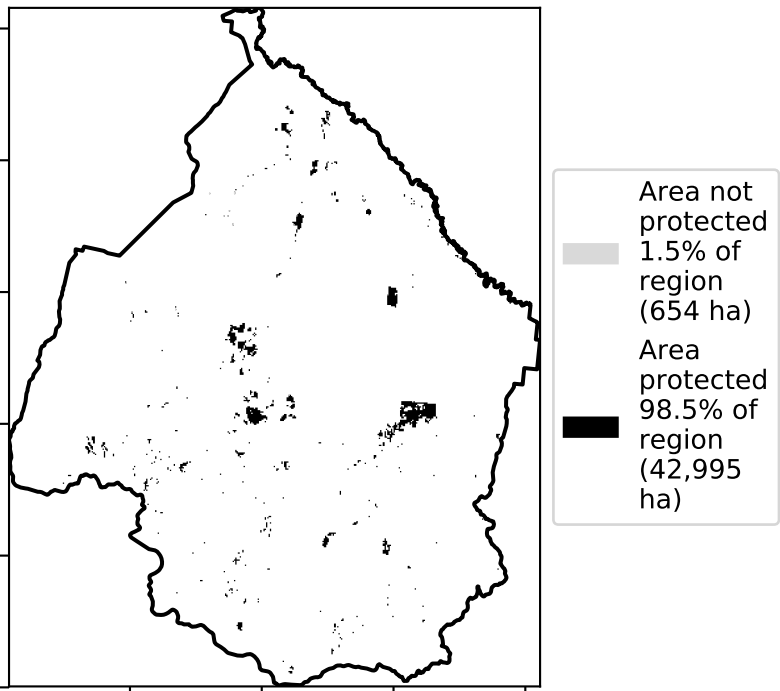 Area not
protected
1.5% of
region
(654 ha)
Area
protected
98.5% of
region
(42,995
ha)